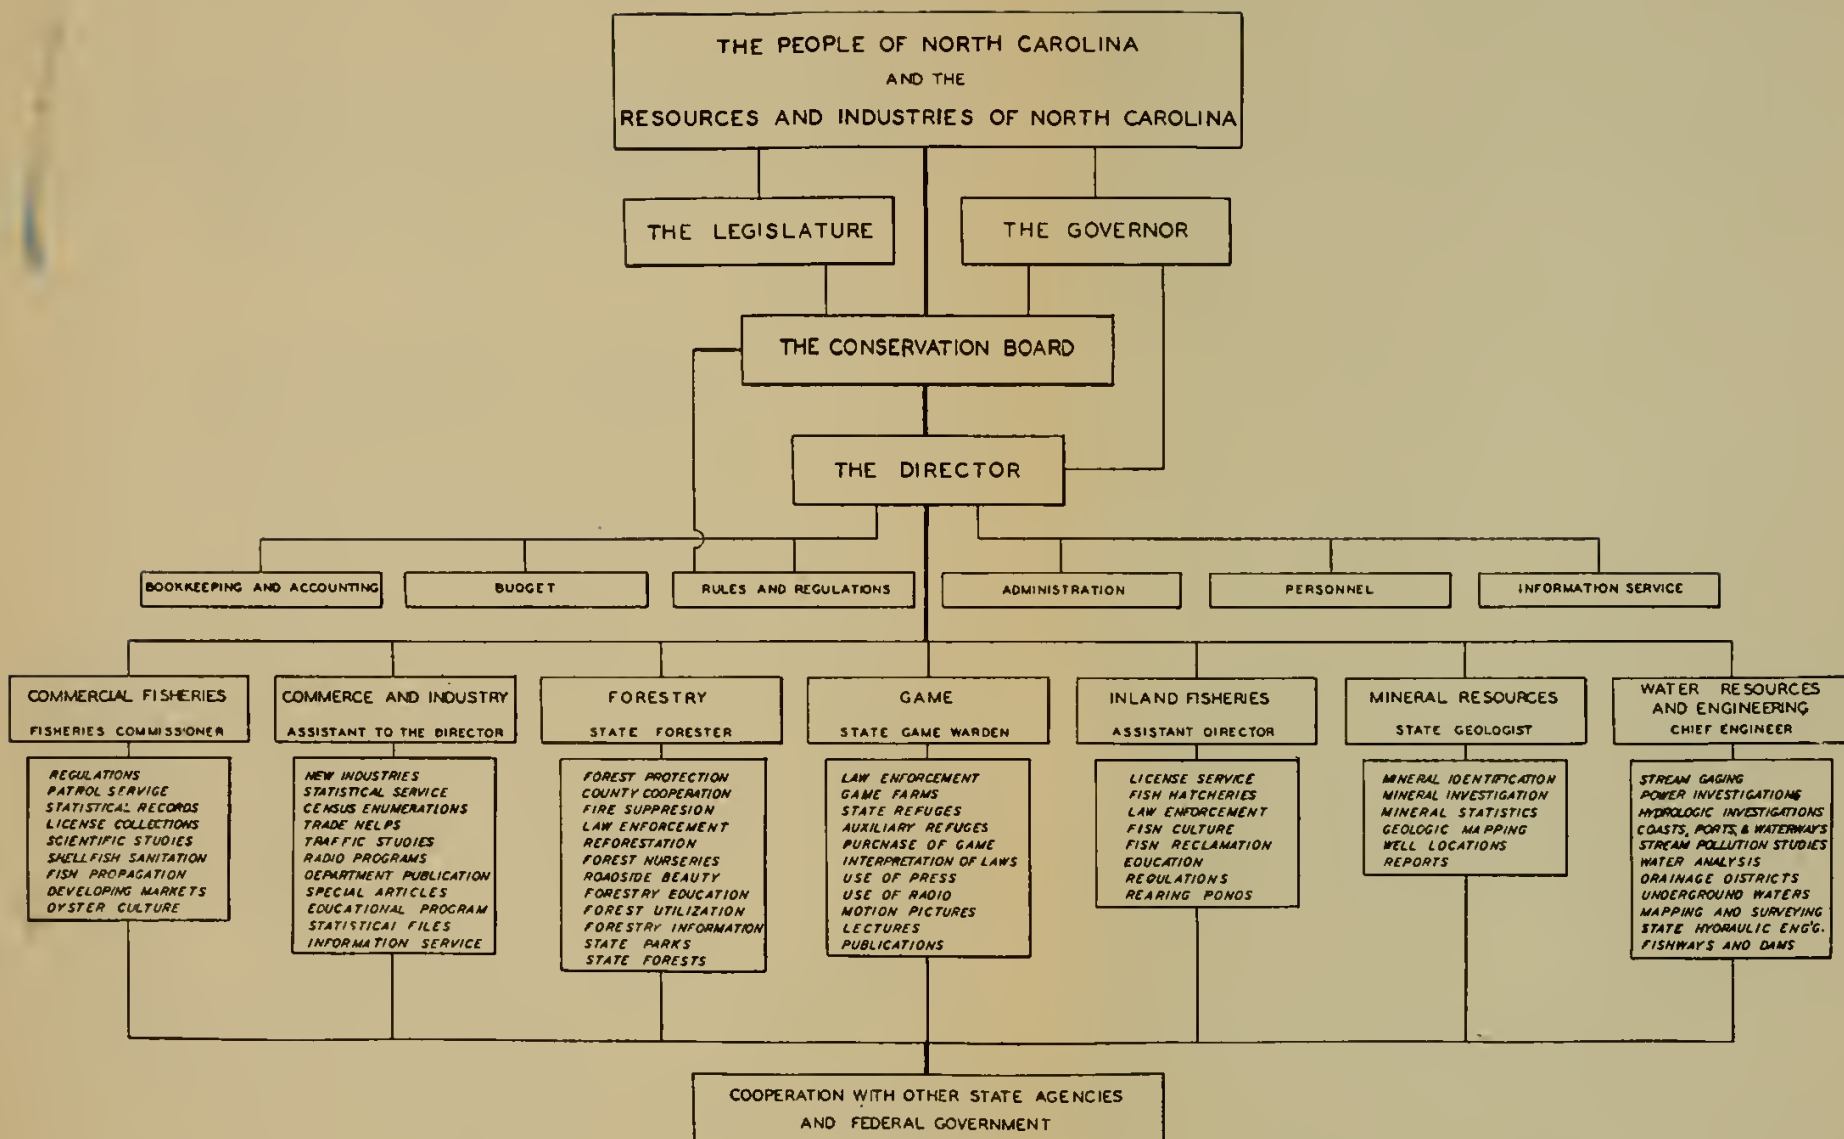 THE PEOPLE OF NORTH CAROLINA
AND THE
RESOURCES AND INDUSTRIES OF NORTH CAROLINA
THE LEGISLATURE
THE GOVERNOR
THE CONSERVATION BOARD
THE DIRECTOR
BOOKKEEPING AND ACCOUNTING
BUDGET
RULES AND REGULATIONS
ADMINISTRATION
PERSONNEL
INFORMATION SERVICE
COMMERCIAL FISHERIES
FISHERIES COMMISSIONER
REGULATIONS
PATROL SERVICE
STATISTICAL RECORDS
LICENSE COLLECTIONS
SCIENTIFIC STUDIES
SHELLFISH SANITATION
FISH PROPAGATION
DEVELOPING MARKETS
OYSTER CULTURE
COMMERCE AND INDUSTRY
ASSISTANT TO THE DIRECTOR
NEW INDUSTRIES
STATISTICAL SERVICE
CENSUS ENUMERATIONS
TRADE HELPS
TRAFFIC STUDIES
RADIO PROGRAMS
DEPARTMENT PUBLICATION
SPECIAL ARTICLES
EDUCATIONAL PROGRAM
STATISTICAL FILES
INFORMATION SERVICE
FORESTRY
STATE FORESTER
FOREST PROTECTION
COUNTY COOPERATION
FIRE SUPPRESION
LAW ENFORCEMENT
REFORESTATION
FOREST NURSERIES
ROADSIDE BEAUTY
FORESTRY EDUCATION
FOREST UTILIZATION
FORESTRY INFORMATION
STATE PARKS
STATE FORESTS
GAME
STATE GAME WARDEN
LAW ENFORCEMENT
GAME FARMS
STATE REFUGES
AUXILIARY REFUGES
PURCHASE OF GAME
INTERPRETATION OF LAWS
USE OF PRESS
USE OF RADIO
MOTION PICTURES
LECTURES
PUBLICATIONS
INLAND FISHERIES
ASSISTANT DIRECTOR
LICENSE SERVICE
FISH HATCHERIES
LAW ENFORCEMENT
FISH CULTURE
FISH RECLAMATION
EDUCATION
REGULATIONS
REARING PONDS
MINERAL RESOURCES
STATE GEOLOGIST
MINERAL IDENTIFICATION
MINERAL INVESTIGATION
MINERAL STATISTICS
GEOLOGIC MAPPING
WELL LOCATIONS
REPORTS
WATER RESOURCES
AND ENGINEERING
CHIEF ENGINEER
STREAM GAGING
POWER INVESTIGATIONS
HYDROLOGIC INVESTIGATIONS
COASTS, PORTS, & WATERWAYS
STREAM POLLUTION STUDIES
WATER ANALYSIS
DRAINAGE DISTRICTS
UNDERGROUND WATERS
MAPPING AND SURVEYING
STATE HYDRAULIC ENG'G.
FISHWAYS AND DAMS
COOPERATION WITH OTHER STATE AGENCIES
AND FEDERAL GOVERNMENT